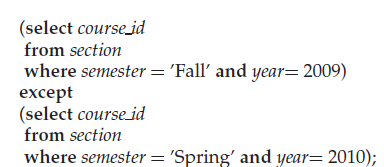 (select course_id
from section
where semester = 'Fall' and year= 2009)
except
(select course_id
from section
where semester = 'Spring' and year= 2010);